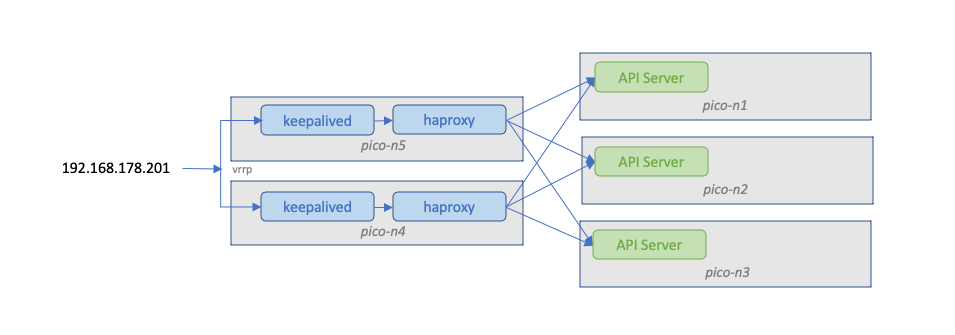 192.168.178.201
vrrp
keepalived
haproxy
pico-n5
keepalived
haproxy
pico-n4
API Server
pico-n1
API Server
pico-n2
API Server
pico-n3